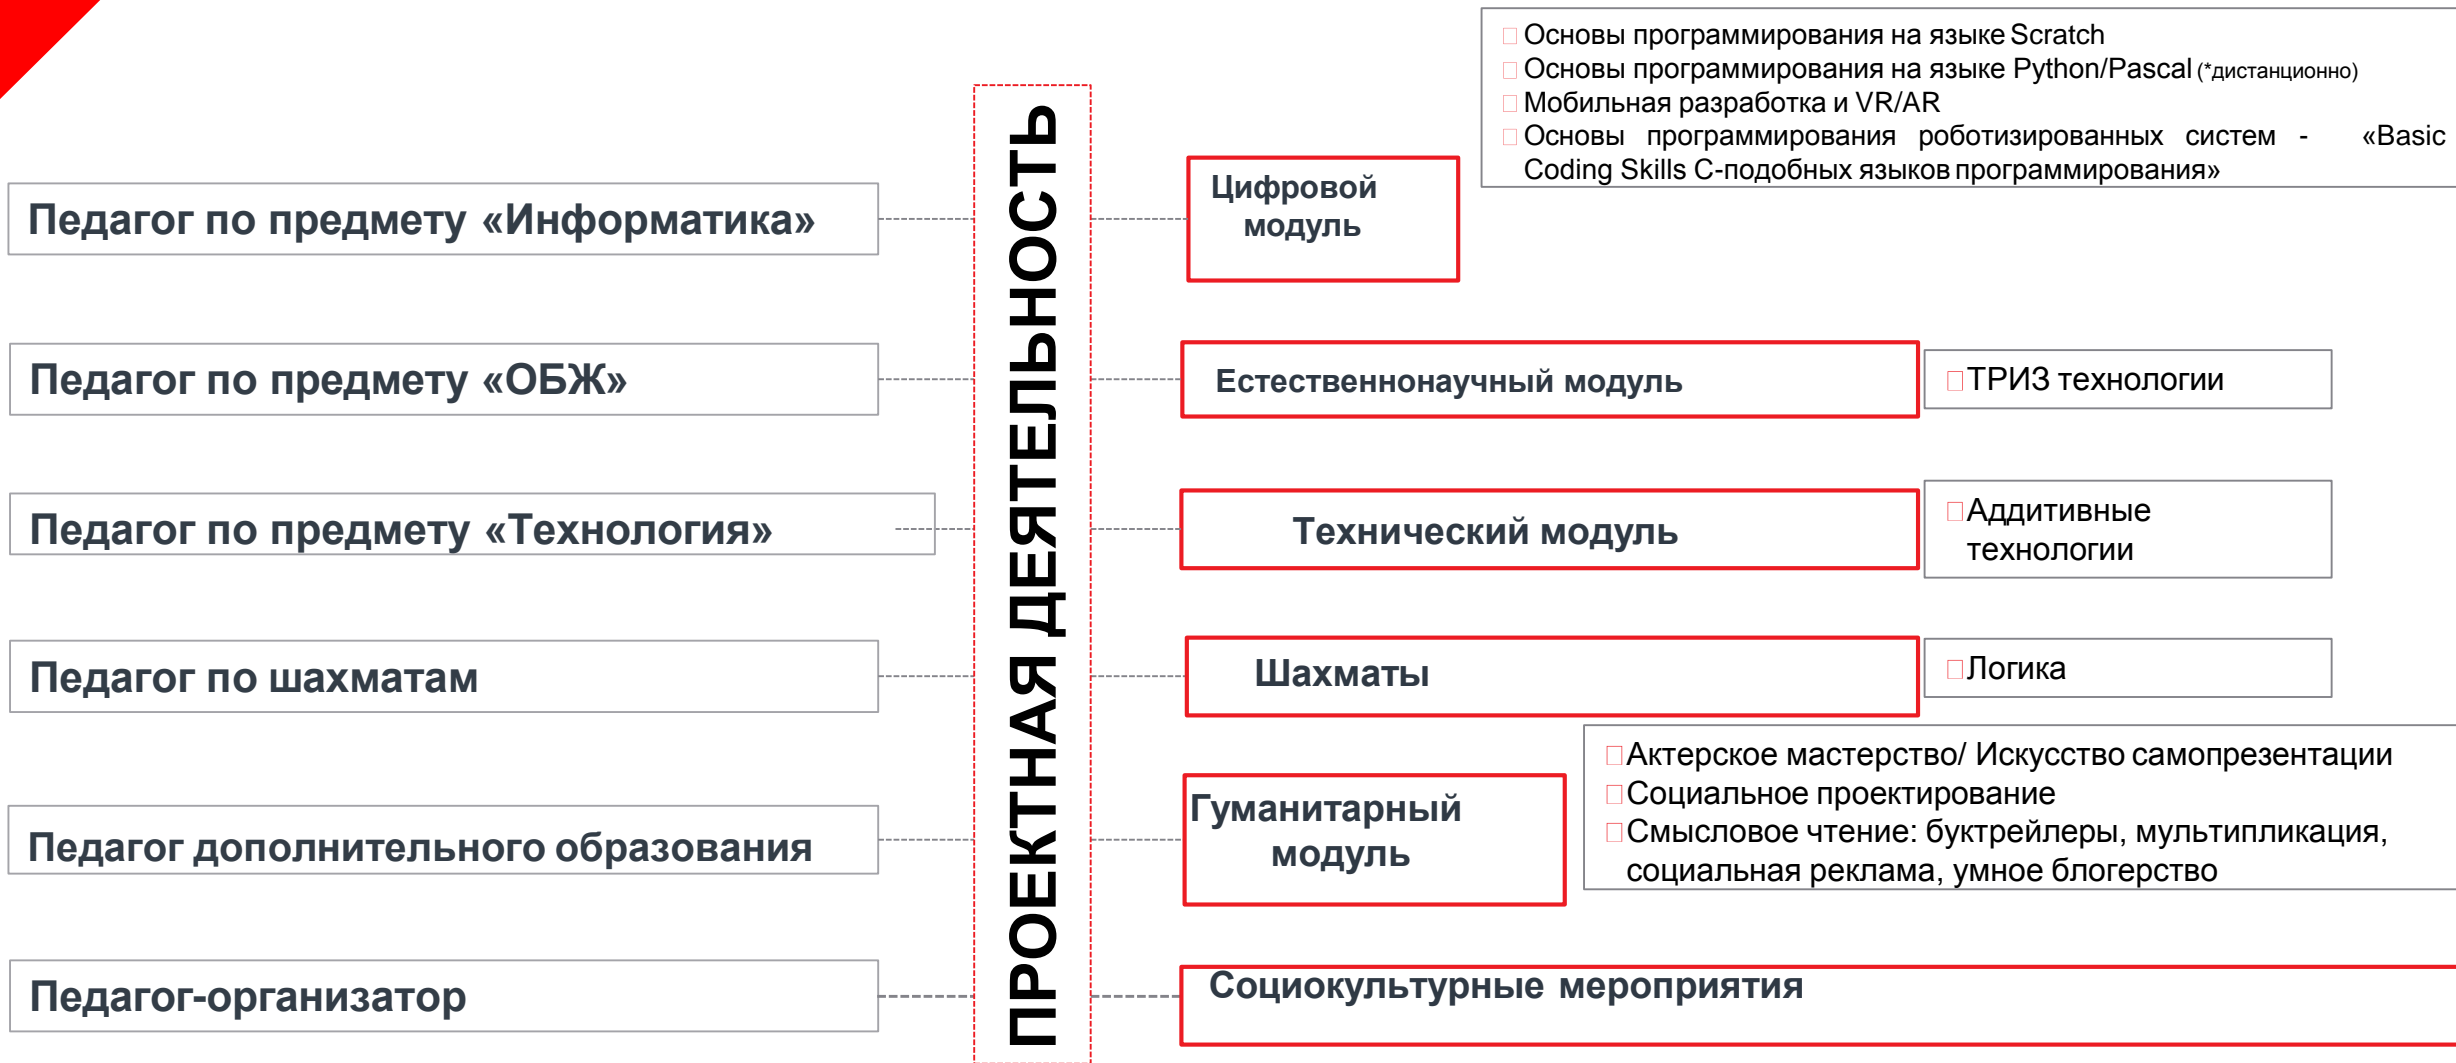 Основы программирования на языке Scratch
Основы программирования на языке Python/Pascal (*дистанционно)
Мобильная разработка и VR/AR
Основы программирования роботизированных систем - «Basic
Coding Skills С-подобных языков программирования»
ПРОЕКТНАЯ ДЕЯТЕЛЬНОСТЬ
Педагог по предмету «Информатика»
Цифровой
модуль
Педагог по предмету «ОБЖ»
Естественнонаучный модуль
ТРИЗ технологии
Педагог по предмету «Технология»
Технический модуль
Аддитивные
технологии
Педагог по шахматам
Шахматы
Логика
Педагог дополнительного образования
Гуманитарный
модуль
Актерское мастерство/ Искусство самопрезентации
Социальное проектирование
Смысловое чтение: буктрейлеры, мультипликация,
социальная реклама, умное блогерство
Педагог-организатор
Социокультурные мероприятия